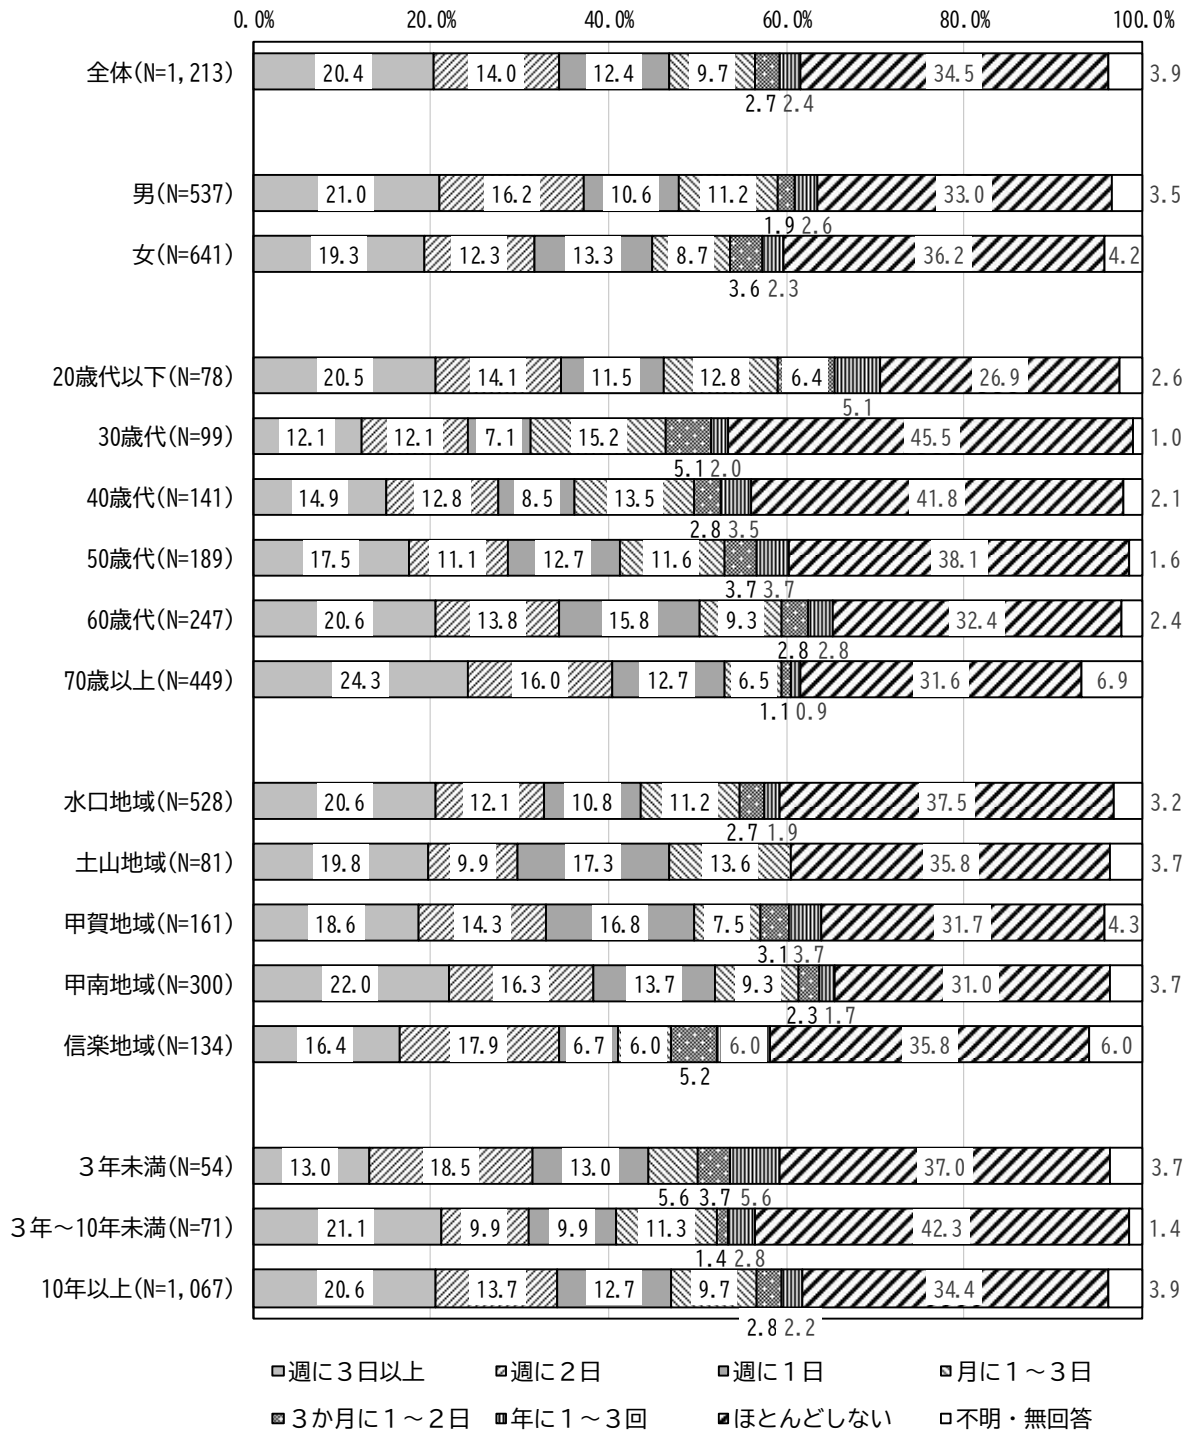 0.0% 20.0% 40.0% 60.0% 80.0% 100.0%
全体(N=1,213) 20.4 14.0 12.4 9.7 34.5 3.9
2.7 2.4
男(N=537) 21.0 16.2 10.6 11.2 33.0 3.5
1.9 2.6
女(N=641) 19.3 12.3 13.3 8.7 36.2 4.2
3.6 2.3
20歳代以下(N=78) 20.5 14.1 11.5 12.8 6.4 26.9 2.6
5.1
30歳代(N=99) 12.1 12.1 7.1 15.2 45.5 1.0
5.1 2.0
40歳代(N=141) 14.9 12.8 8.5 13.5 41.8 2.1
2.8 3.5
50歳代(N=189) 17.5 11.1 12.7 11.6 38.1 1.6
3.7 3.7
60歳代(N=247) 20.6 13.8 15.8 9.3 32.4 2.4
2.8 2.8
70歳以上(N=449) 24.3 16.0 12.7 6.5 31.6 6.9
1.1 0.9
水口地域(N=528) 20.6 12.1 10.8 11.2 37.5 3.2
2.7 1.9
土山地域(N=81) 19.8 9.9 17.3 13.6 35.8 3.7
甲賀地域(N=161) 18.6 14.3 16.8 7.5 31.7 4.3
3.1 3.7
甲南地域(N=300) 22.0 16.3 13.7 9.3 31.0 3.7
2.3 1.7
信楽地域(N=134) 16.4 17.9 6.7 6.0 6.0 35.8 6.0
5.2
３年未満(N=54) 13.0 18.5 13.0 37.0 3.7
5.6 3.7 5.6
３年～10年未満(N=71) 21.1 9.9 9.9 11.3 42.3 1.4
1.4 2.8
10年以上(N=1,067) 20.6 13.7 12.7 9.7 34.4 3.9
2.8 2.2
週に３日以上 週に２日 週に１日 月に１～３日
３か月に１～２日 年に１～３回 ほとんどしない 不明・無回答